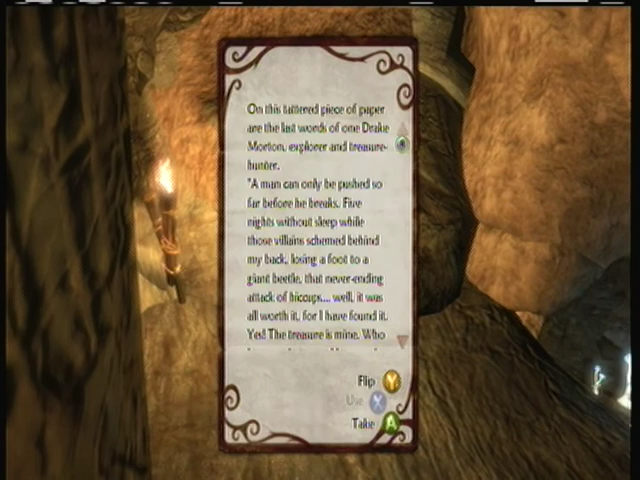 On this tattered piece of paper
are the last words of one Drake
Morton, explorer and treasure-
hunter.
"A man can only be pushed so
far before he breaks. Five
nights without sleep while
those villains schemed behind
my back, losing a foot to a
giant beetle, that never-ending
attack of hiccups.... well, it was
all worth it, for I have found it.
Yes! The treasure is mine. Who
Flip Y
Use X
Take A